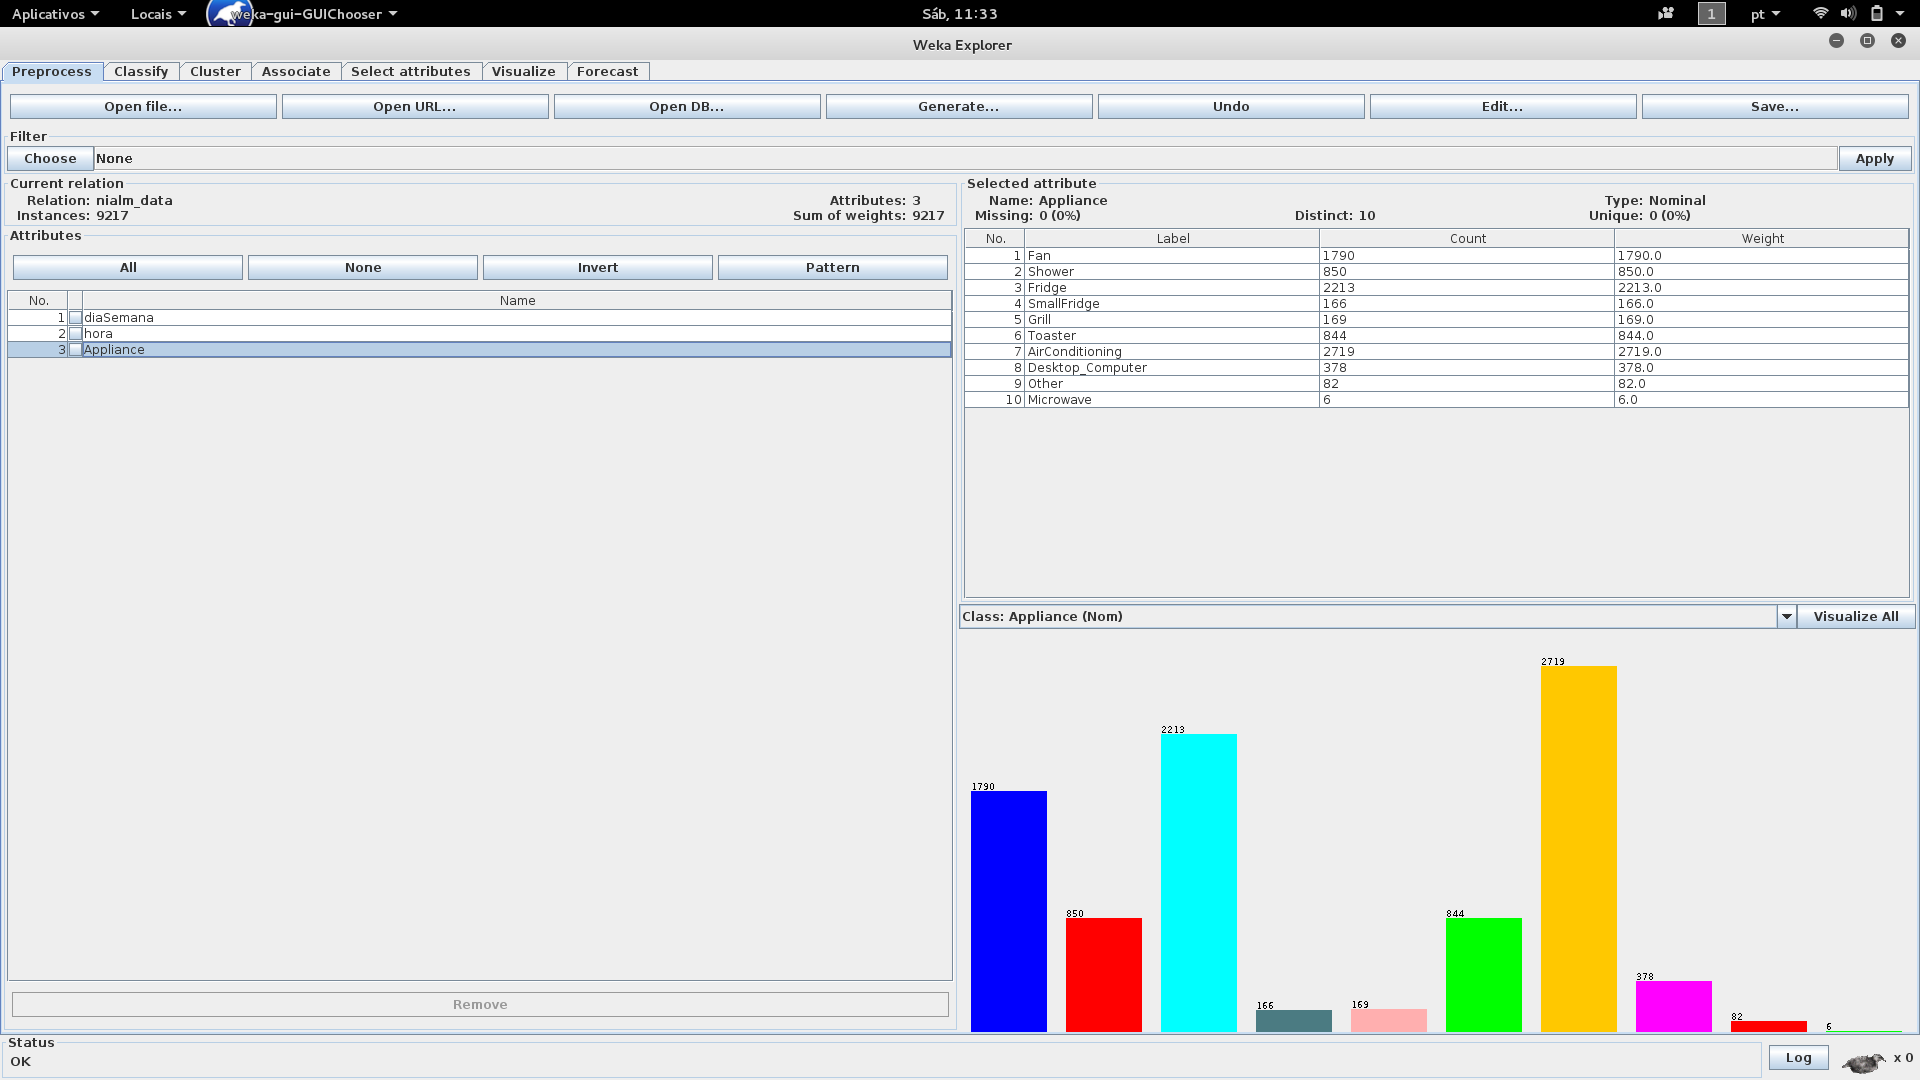 Aplicativos Locais weka-gui-GUIChooser Sáb, 11:33 1 pt
Weka Explorer
Preprocess Classify Cluster Associate Select attributes Visualize Forecast
Open file... Open URL... Open DB... Generate... Undo Edit... Save...
Filter
Choose None Apply
Current relation
Relation: nialm_data Attributes: 3
Instances: 9217 Sum of weights: 9217
Attributes
All None Invert Pattern
No. Name
1 diaSemana
2 hora
3 Appliance
Remove
Selected attribute
Name: Appliance Type: Nominal
Missing: 0 (0%) Distinct: 10 Unique: 0 (0%)
No. Label Count Weight
1 Fan 1790 1790.0
2 Shower 850 850.0
3 Fridge 2213 2213.0
4 SmallFridge 166 166.0
5 Grill 169 169.0
6 Toaster 844 844.0
7 AirConditioning 2719 2719.0
8 Desktop_Computer 378 378.0
9 Other 82 82.0
10 Microwave 6 6.0
Class: Appliance (Nom) Visualize All
1790 850 2213 166 169 844 2719 378 82 6
Status
OK Log x 0